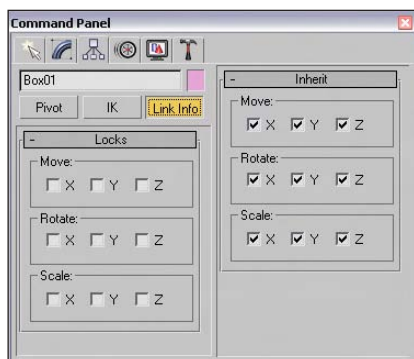 Command Panel
Box01
Pivot IK Link Info
- Locks
Move:
X Y Z
Rotate:
X Y Z
Scale:
X Y Z
- Inherit
Move:
X Y Z
Rotate:
X Y Z
Scale:
X Y Z